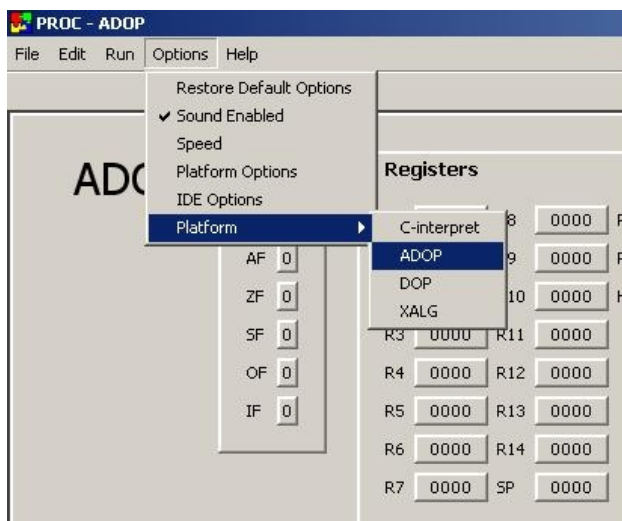 PROC - ADOP
File Edit Run Options Help
Restore Default Options
Sound Enabled
Speed
Platform Options
IDE Options
Platform
C-interpret
ADOP
DOP
XALG
Registers
8 0000
AF 0 9 0000
ZF 0 10 0000
SF 0 R3 0000 R11 0000
OF 0 R4 0000 R12 0000
IF 0 R5 0000 R13 0000
R6 0000 R14 0000
R7 0000 SP 0000